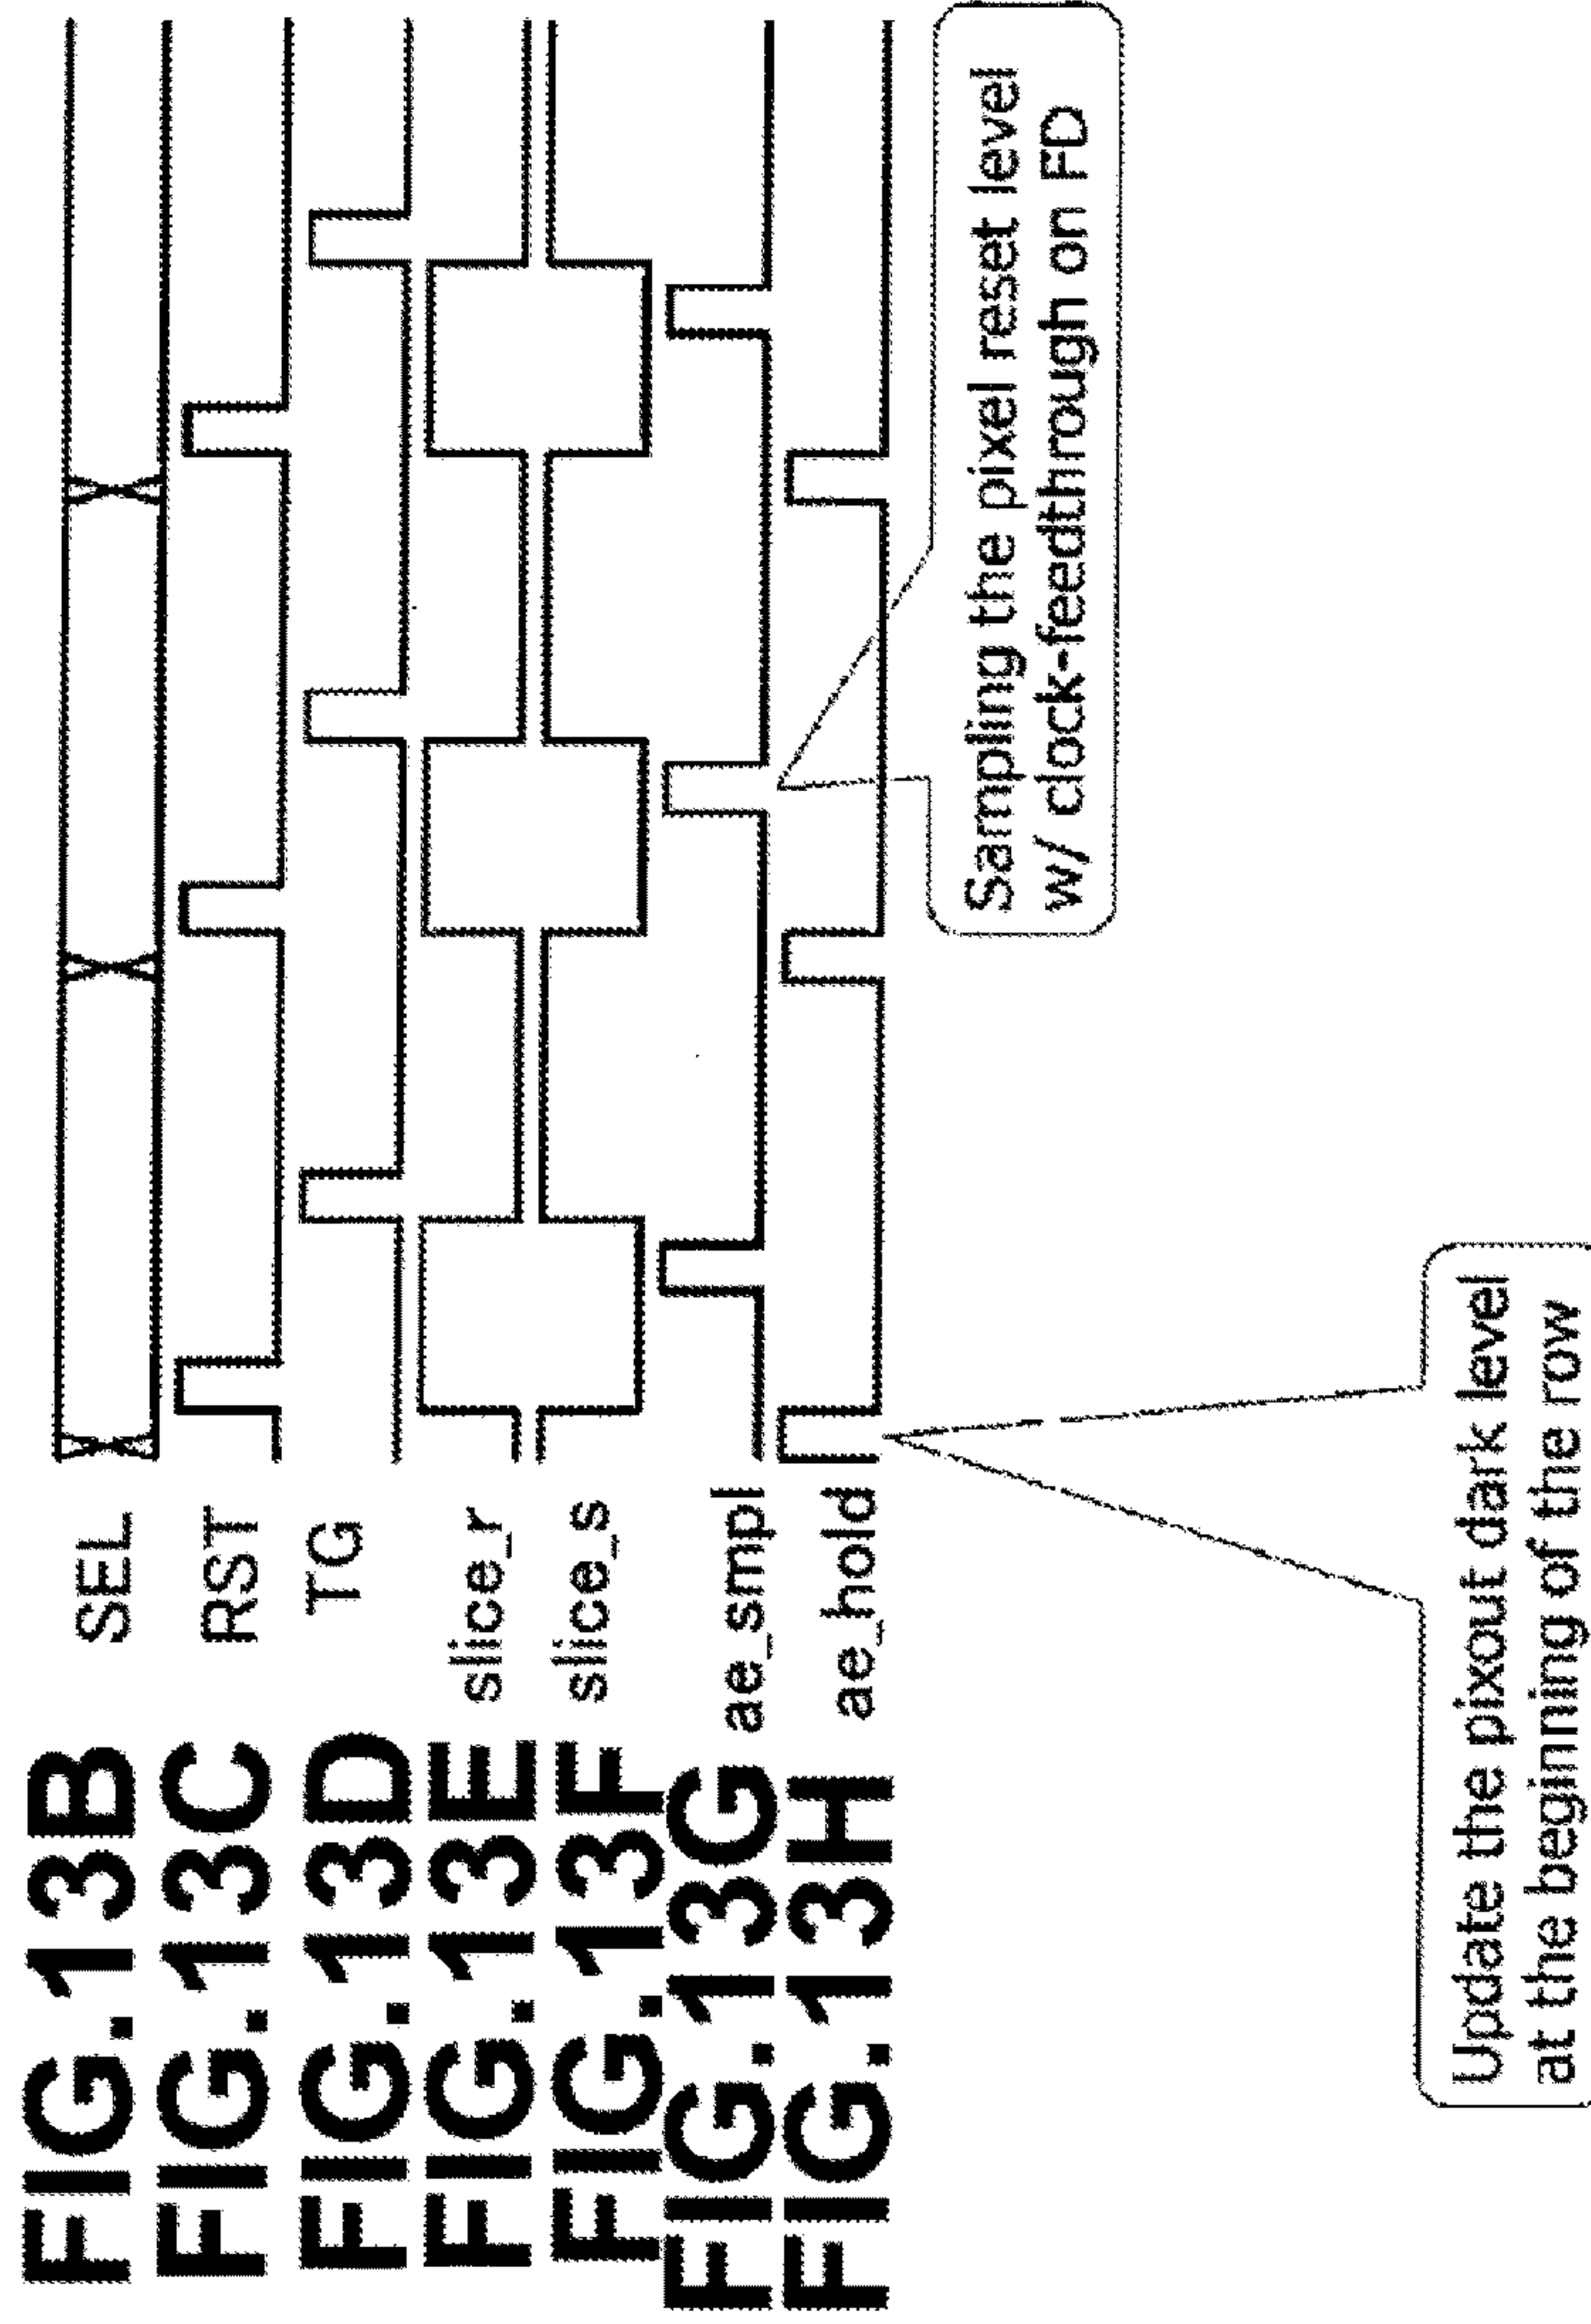 FIG.13B SEL
FIG.13C RST
FIG.13D TG
FIG.13E slice_r
FIG.13F slice_s
FIG.13G ae_smpl
FIG.13H ae_hold
Sampling the pixel reset level
w/ clock-feedthrough on FD
Update the pixout dark level
at the beginning of the row